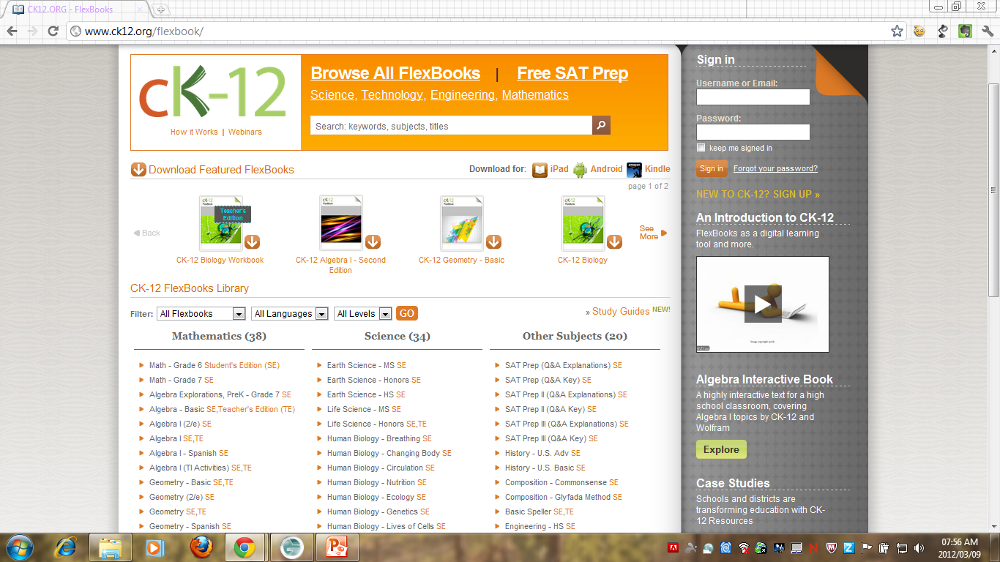 CK12.ORG - FlexBooks
www.ck12.org/flexbook/
cK-12
How it Works | Webinars
Browse All FlexBooks | Free SAT Prep
Science, Technology, Engineering, Mathematics
Search: keywords, subjects, titles
Download Featured FlexBooks
Download for: iPad Android Kindle
page 1 of 2
Back
Teacher's
Edition
CK-12 Biology Workbook
CK-12 Algebra I - Second
Edition
CK-12 Geometry - Basic
CK-12 Biology
See
More
CK-12 FlexBooks Library
Filter: All Flexbooks All Languages All Levels GO
» Study Guides NEW!
Mathematics (38)
Math - Grade 6 Student's Edition (SE)
Math - Grade 7 SE
Algebra Explorations, PreK - Grade 7 SE
Algebra - Basic SE,Teacher's Edition (TE)
Algebra I (2/e) SE
Algebra I SE,TE
Algebra I - Spanish SE
Algebra I (TI Activities) SE,TE
Geometry - Basic SE,TE
Geometry (2/e) SE
Geometry SE,TE
Geometry - Spanish SE
Science (34)
Earth Science - MS SE
Earth Science - Honors SE
Earth Science - HS SE
Life Science - MS SE
Life Science - Honors SE,TE
Human Biology - Breathing SE
Human Biology - Changing Body SE
Human Biology - Circulation SE
Human Biology - Nutrition SE
Human Biology - Ecology SE
Human Biology - Genetics SE
Human Biology - Lives of Cells SE
Other Subjects (20)
SAT Prep (Q&A Explanations) SE
SAT Prep (Q&A Key) SE
SAT Prep II (Q&A Explanations) SE
SAT Prep II (Q&A Key) SE
SAT Prep III (Q&A Explanations) SE
SAT Prep III (Q&A Key) SE
History - U.S. Adv SE
History - U.S. Basic SE
Composition - Commonsense SE
Composition - Glyfada Method SE
Basic Speller SE,TE
Engineering - HS SE
Sign in
Username or Email:
Password:
keep me signed in
Sign in Forgot your password?
NEW TO CK-12? SIGN UP »
An Introduction to CK-12
FlexBooks as a digital learning
tool and more.
Algebra Interactive Book
A highly interactive text for a high
school classroom, covering
Algebra I topics by CK-12 and
Wolfram
Explore
Case Studies
Schools and districts are
transforming education with CK-
12 Resources
07:56 AM
2012/03/09